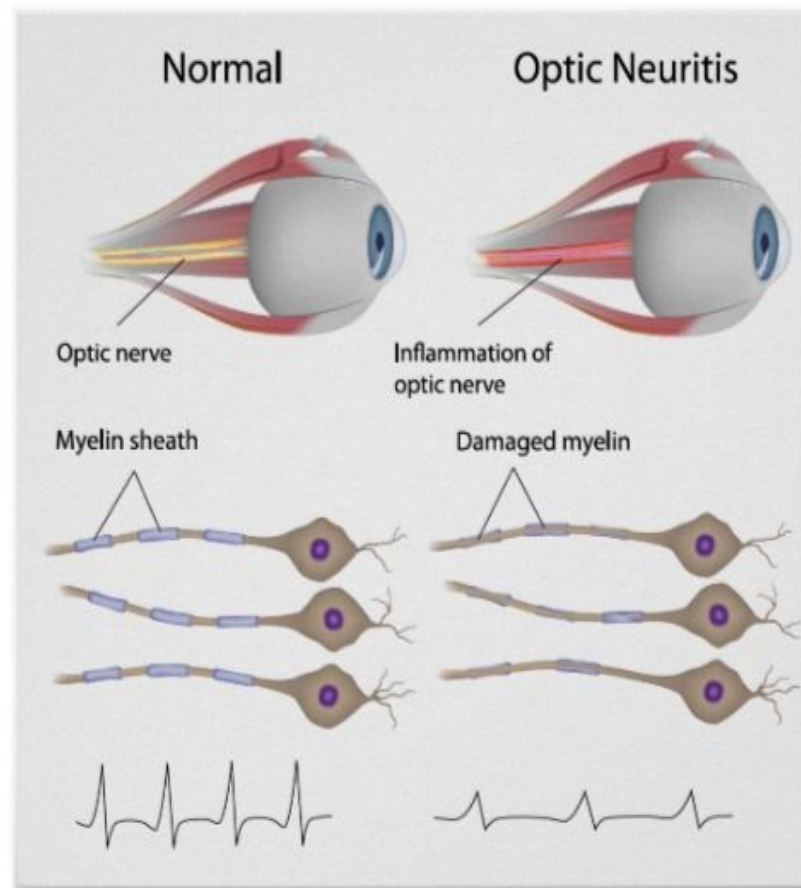 Normal
Optic Neuritis
Optic nerve
Inflammation of
optic nerve
Myelin sheath
Damaged myelin